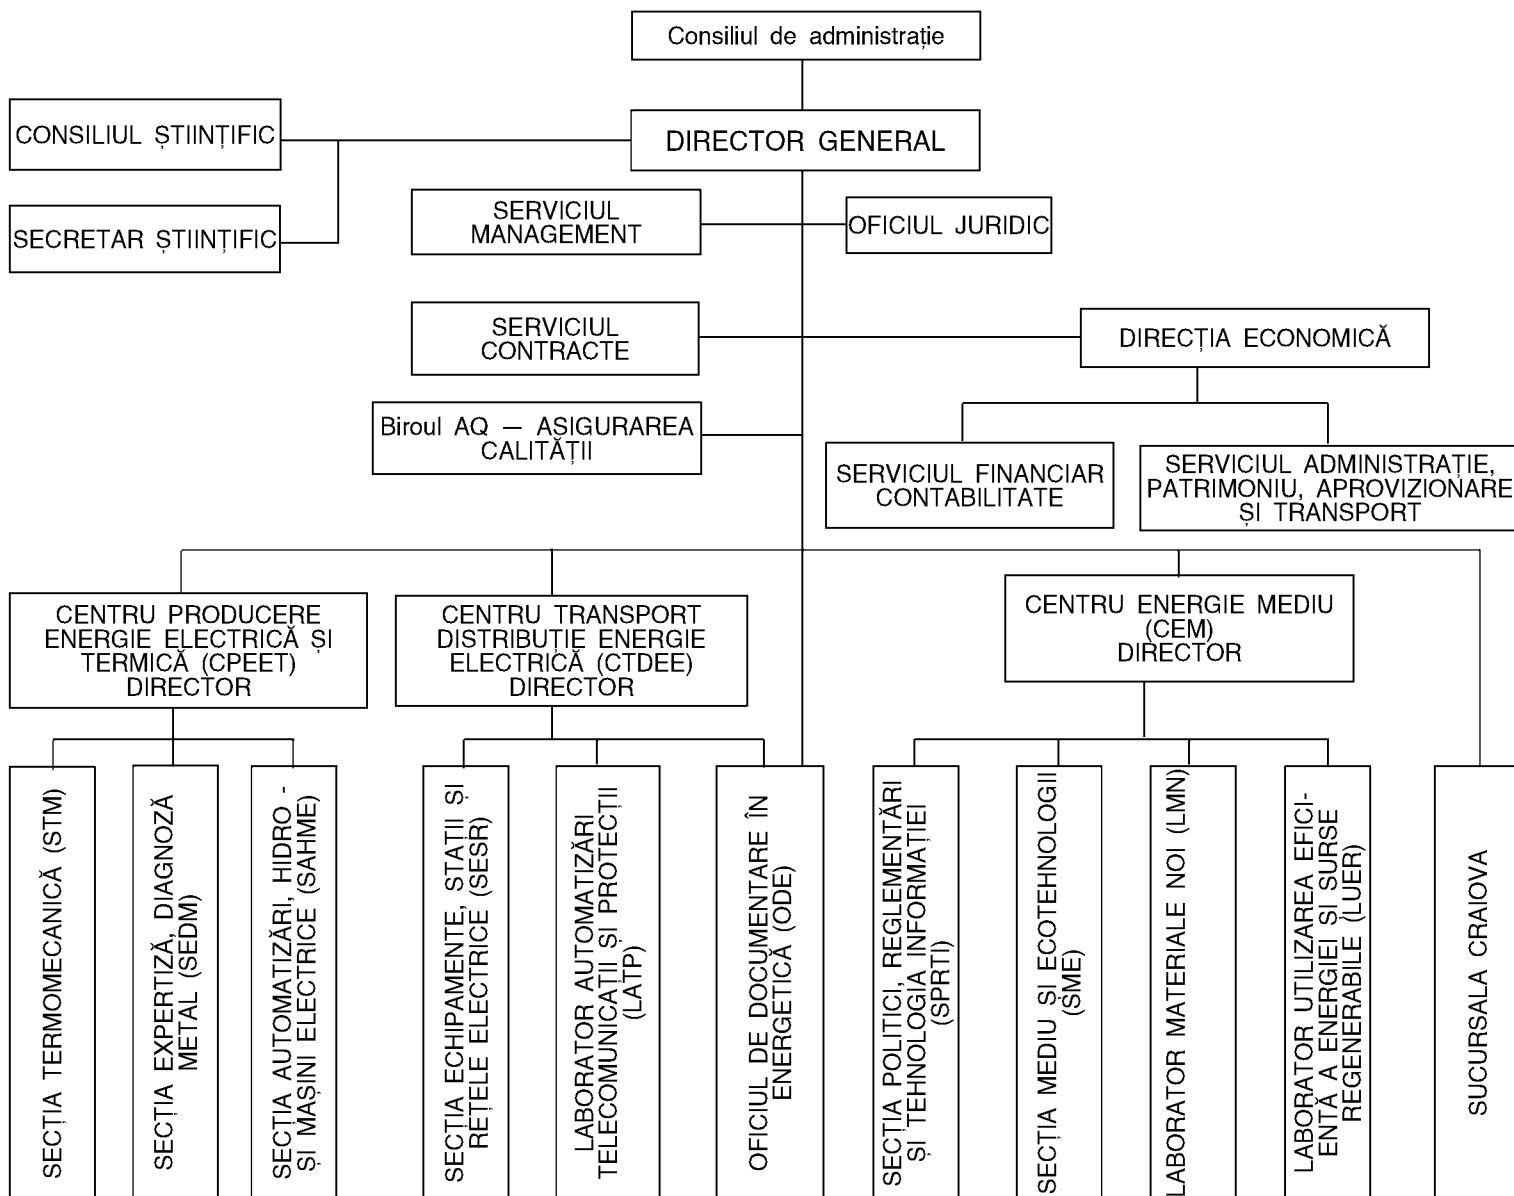 Consiliul de administrație
CONSILIUL ȘTIINȚIFIC
DIRECTOR GENERAL
SECRETAR ȘTIINȚIFIC
SERVICIUL
MANAGEMENT
OFICIUL JURIDIC
SERVICIUL
CONTRACTE
DIRECȚIA ECONOMICĂ
Biroul AQ — ASIGURAREA
CALITĂȚII
SERVICIUL FINANCIAR
CONTABILITATE
SERVICIUL ADMINISTRAȚIE,
PATRIMONIU, APROVIZIONARE
ȘI TRANSPORT
CENTRU PRODUCERE
ENERGIE ELECTRICĂ ȘI
TERMICĂ (CPEET)
DIRECTOR
CENTRU TRANSPORT
DISTRIBUȚIE ENERGIE
ELECTRICĂ (CTDEE)
DIRECTOR
CENTRU ENERGIE MEDIU
(CEM)
DIRECTOR
SECȚIA TERMOMECANICĂ (STM)
SECȚIA EXPERTIZĂ, DIAGNOZĂ
METAL (SEDM)
SECȚIA AUTOMATIZĂRI, HIDRO -
ȘI MAȘINI ELECTRICE (SAHME)
SECȚIA ECHIPAMENTE, STAȚII ȘI
REȚELE ELECTRICE (SESR)
LABORATOR AUTOMATIZĂRI
TELECOMUNICAȚII ȘI PROTECȚII
(LATP)
OFICIUL DE DOCUMENTARE ÎN
ENERGETICĂ (ODE)
SECȚIA POLITICI, REGLEMENTĂRI
ȘI TEHNOLOGIA INFORMAȚIEI
(SPRTI)
SECȚIA MEDIU ȘI ECOTEHNOLOGII
(SME)
LABORATOR MATERIALE NOI (LMN)
LABORATOR UTILIZAREA EFICI-
ENTĂ A ENERGIEI ȘI SURSE
REGENERABILE (LUER)
SUCURSALA CRAIOVA